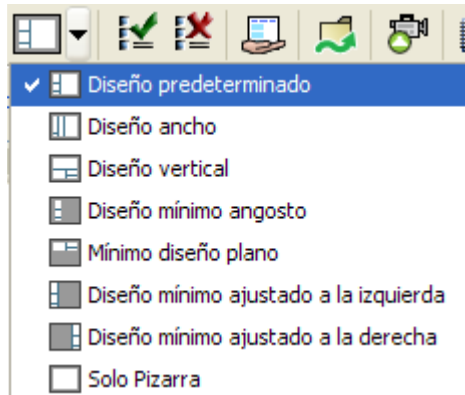 Diseño predeterminado
Diseño ancho
Diseño vertical
Diseño mínimo angosto
Mínimo diseño plano
Diseño mínimo ajustado a la izquierda
Diseño mínimo ajustado a la derecha
Solo Pizarra